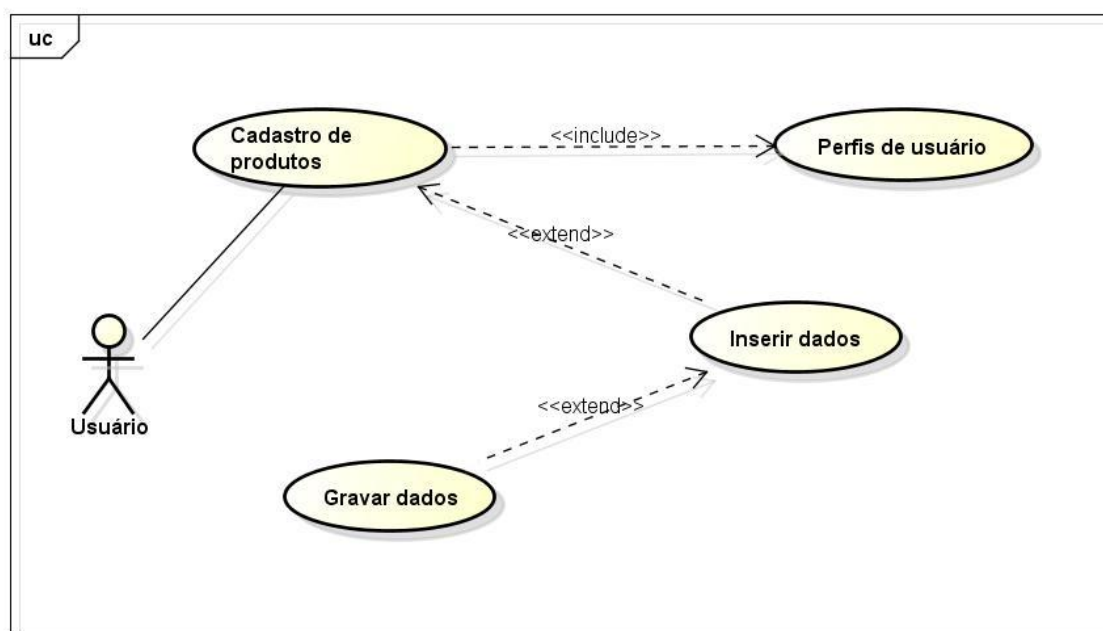 uc
Cadastro de
produtos
<<include>>
Perfis de usuário
<<extend>>
Inserir dados
<<extend>>
Usuário
Gravar dados